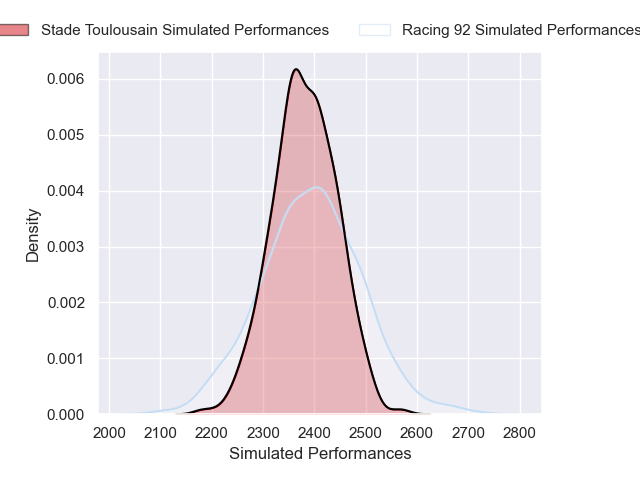 Stade Toulousain Simulated Performances
Racing 92 Simulated Performances
0.006
0.005
0.004
0.003
0.002
0.001
0.000
Density
2000 2100 2200 2300 2400 2500 2600 2700 2800
Simulated Performances